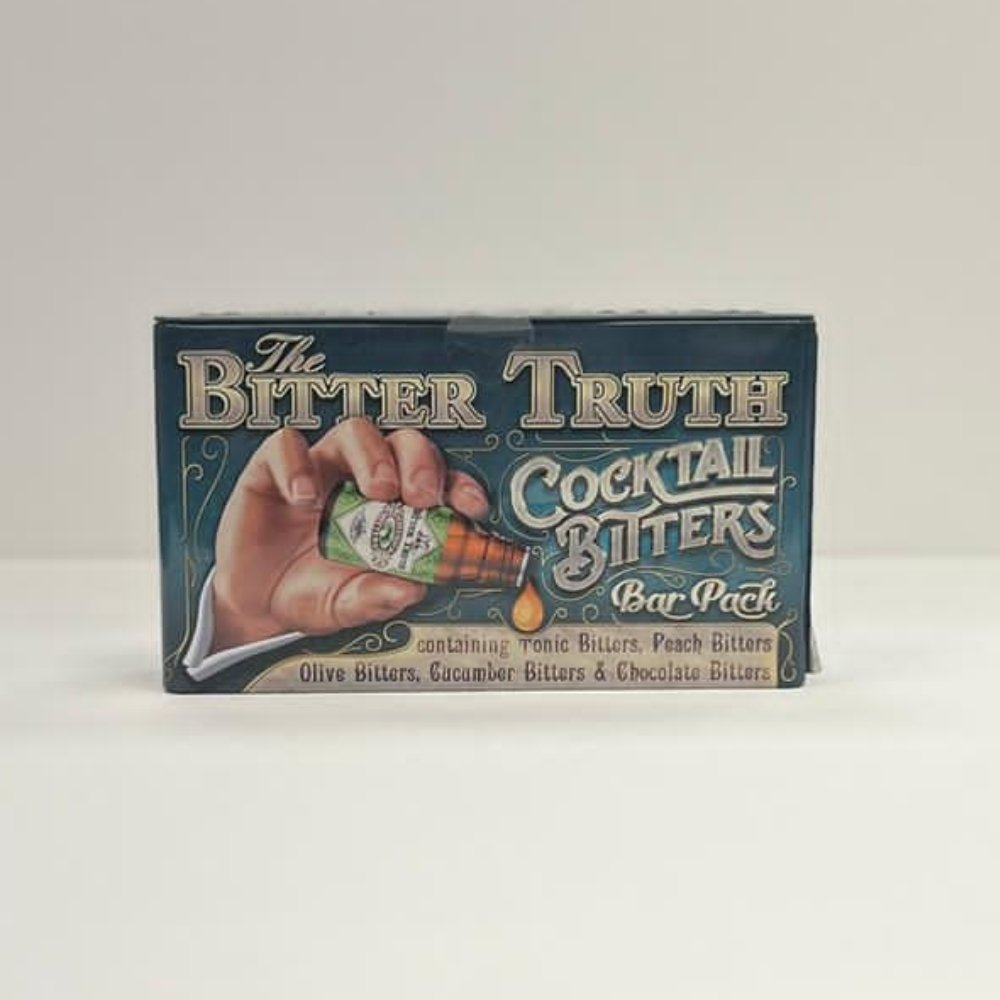 The
BITTER TRUTH
COCKTAIL
BITTERS
Bar Pack
containing Tonic Bitters, Peach Bitters
Olive Bitters, Cucumber Bitters & Chocolate Bitters